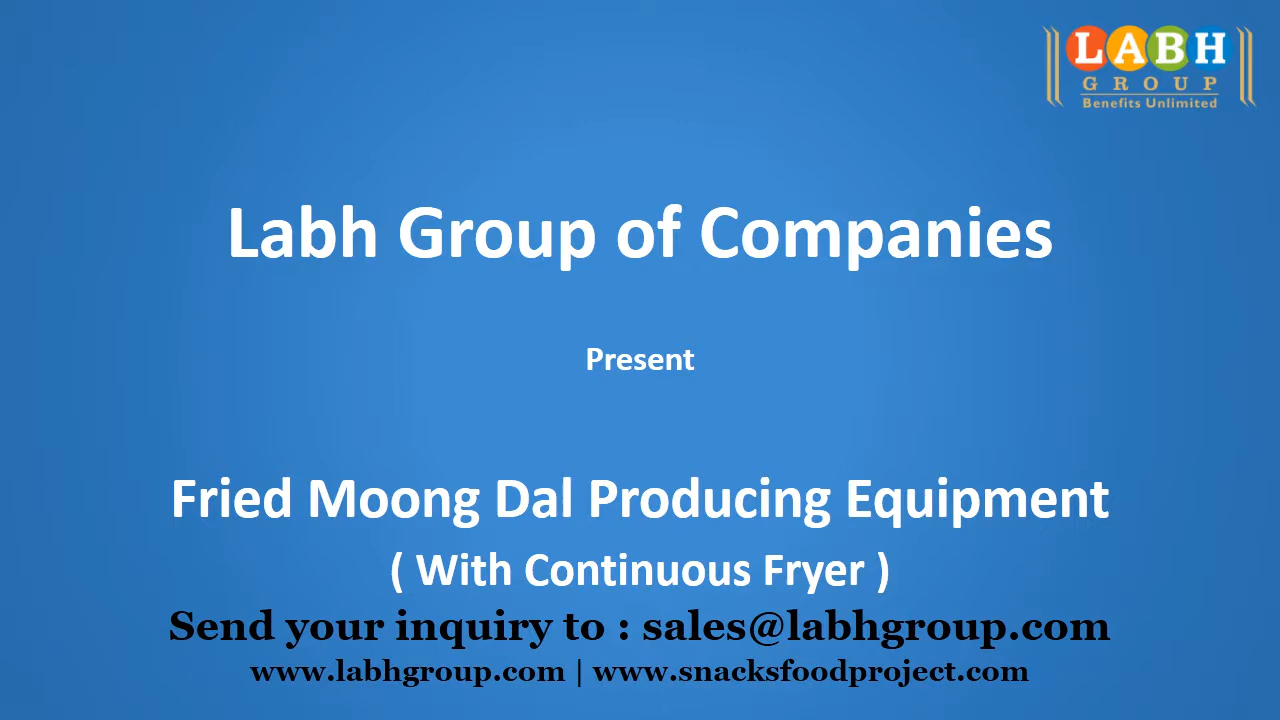 LABH
GROUP
Benefits Unlimited
Labh Group of Companies
Present
Fried Moong Dal Producing Equipment
( With Continuous Fryer )
Send your inquiry to : sales@labhgroup.com
www.labhgroup.com | www.snacksfoodproject.com